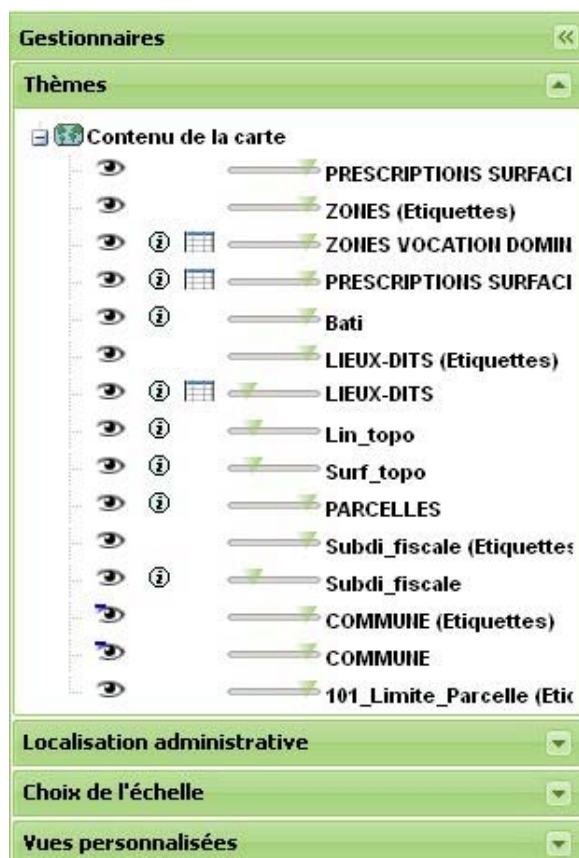 Gestionnaires
Thèmes
Contenu de la carte
PRESCRIPTIONS SURFACI
ZONES (Etiquettes)
ZONES VOCATION DOMIN
PRESCRIPTIONS SURFACI
Bati
LIEUX-DITS (Etiquettes)
LIEUX-DITS
Lin_topo
Surf_topo
PARCELLES
Subdi_fiscale (Etiquettes
Subdi_fiscale
COMMUNE (Etiquettes)
COMMUNE
101_Limite_Parcelle (Etic
Localisation administrative
Choix de l'échelle
Vues personnalisées